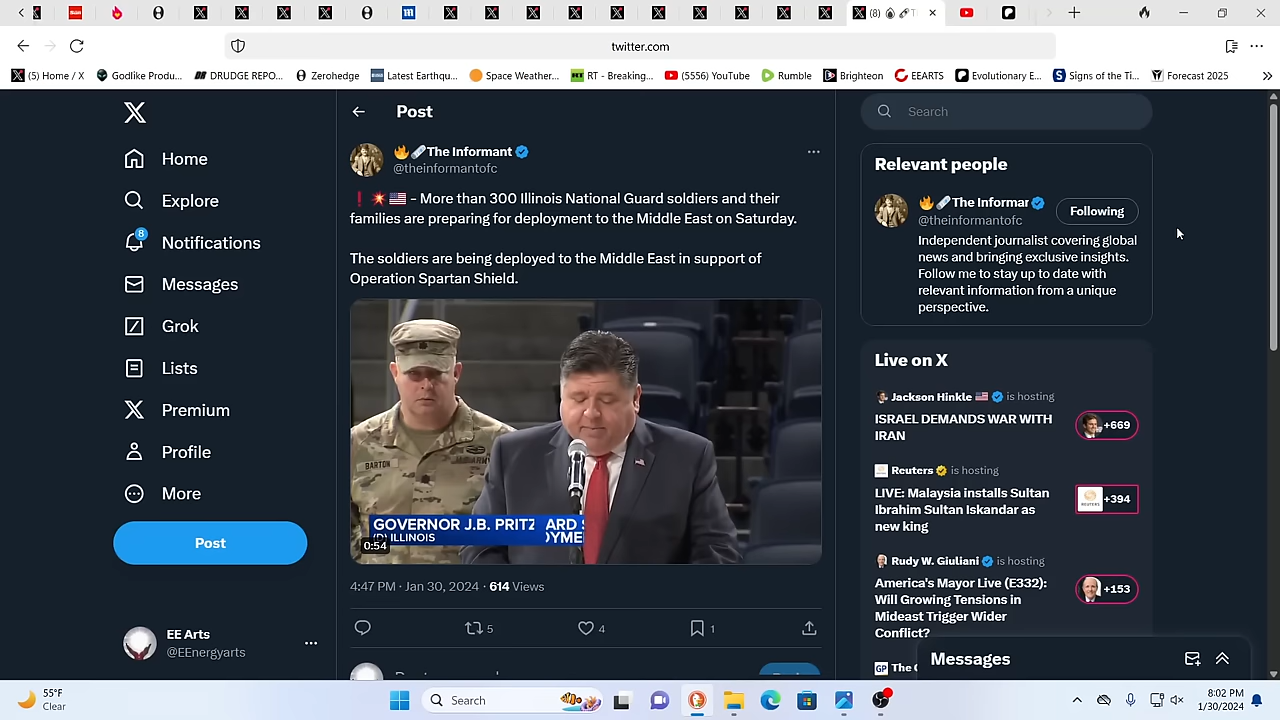 (8)
twitter.com
(5) Home / X
Godlike Produ...
DRUDGE REPO...
Zerohedge
Latest Earthqu...
Space Weather...
RT - Breaking...
(5556) YouTube
Rumble
Brighteon
EEARTS
Evolutionary E...
Signs of the Ti...
Forecast 2025
Home
Explore
8
Notifications
Messages
Grok
Lists
Premium
Profile
More
Post
EE Arts
@EEnergyarts
Post
The Informant
@theinformantofc
- More than 300 Illinois National Guard soldiers and their
families are preparing for deployment to the Middle East on Saturday.
The soldiers are being deployed to the Middle East in support of
Operation Spartan Shield.
BARTON
GOVERNOR J.B. PRITZ ARD
ILLINOIS
0:54
4:47 PM · Jan 30, 2024 · 614 Views
5
4
1
Search
Relevant people
The Informar
@theinformantofc
Following
Independent journalist covering global
news and bringing exclusive insights.
Follow me to stay up to date with
relevant information from a unique
perspective.
Live on X
Jackson Hinkle is hosting
ISRAEL DEMANDS WAR WITH
IRAN
+669
Reuters is hosting
LIVE: Malaysia installs Sultan
Ibrahim Sultan Iskandar as
new king
REUTERS
+394
Rudy W. Giuliani is hosting
America's Mayor Live (E332):
Will Growing Tensions in
Mideast Trigger Wider
Conflict?
+153
GP The
Messages
55°F
Clear
Search
8:02 PM
1/30/2024